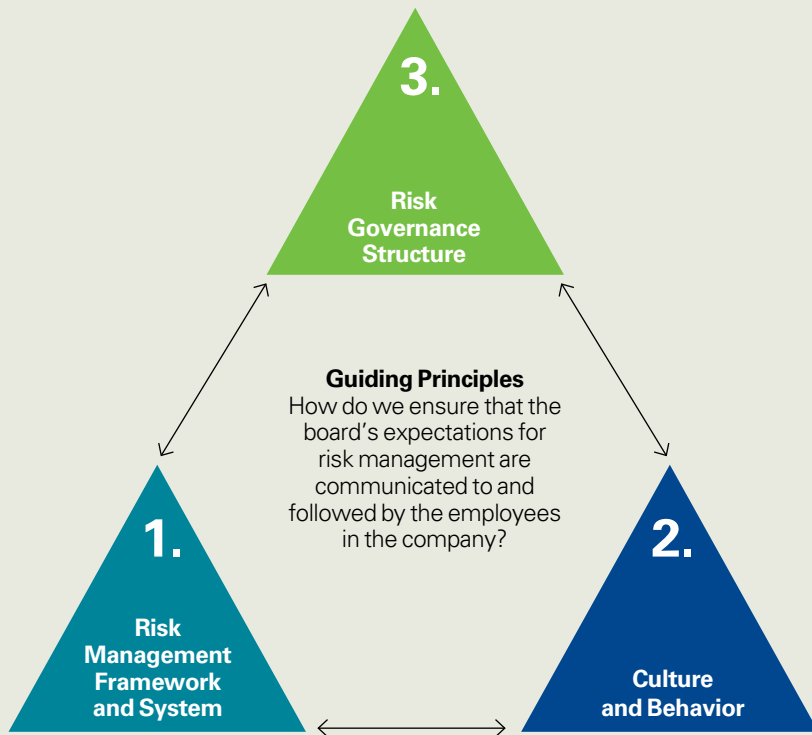 3.
Risk
Governance
Structure
Guiding Principles
How do we ensure that the
board’s expectations for
risk management are
communicated to and
followed by the employees
in the company?
1.
Risk
Management
Framework
and System
2.
Culture
and Behavior